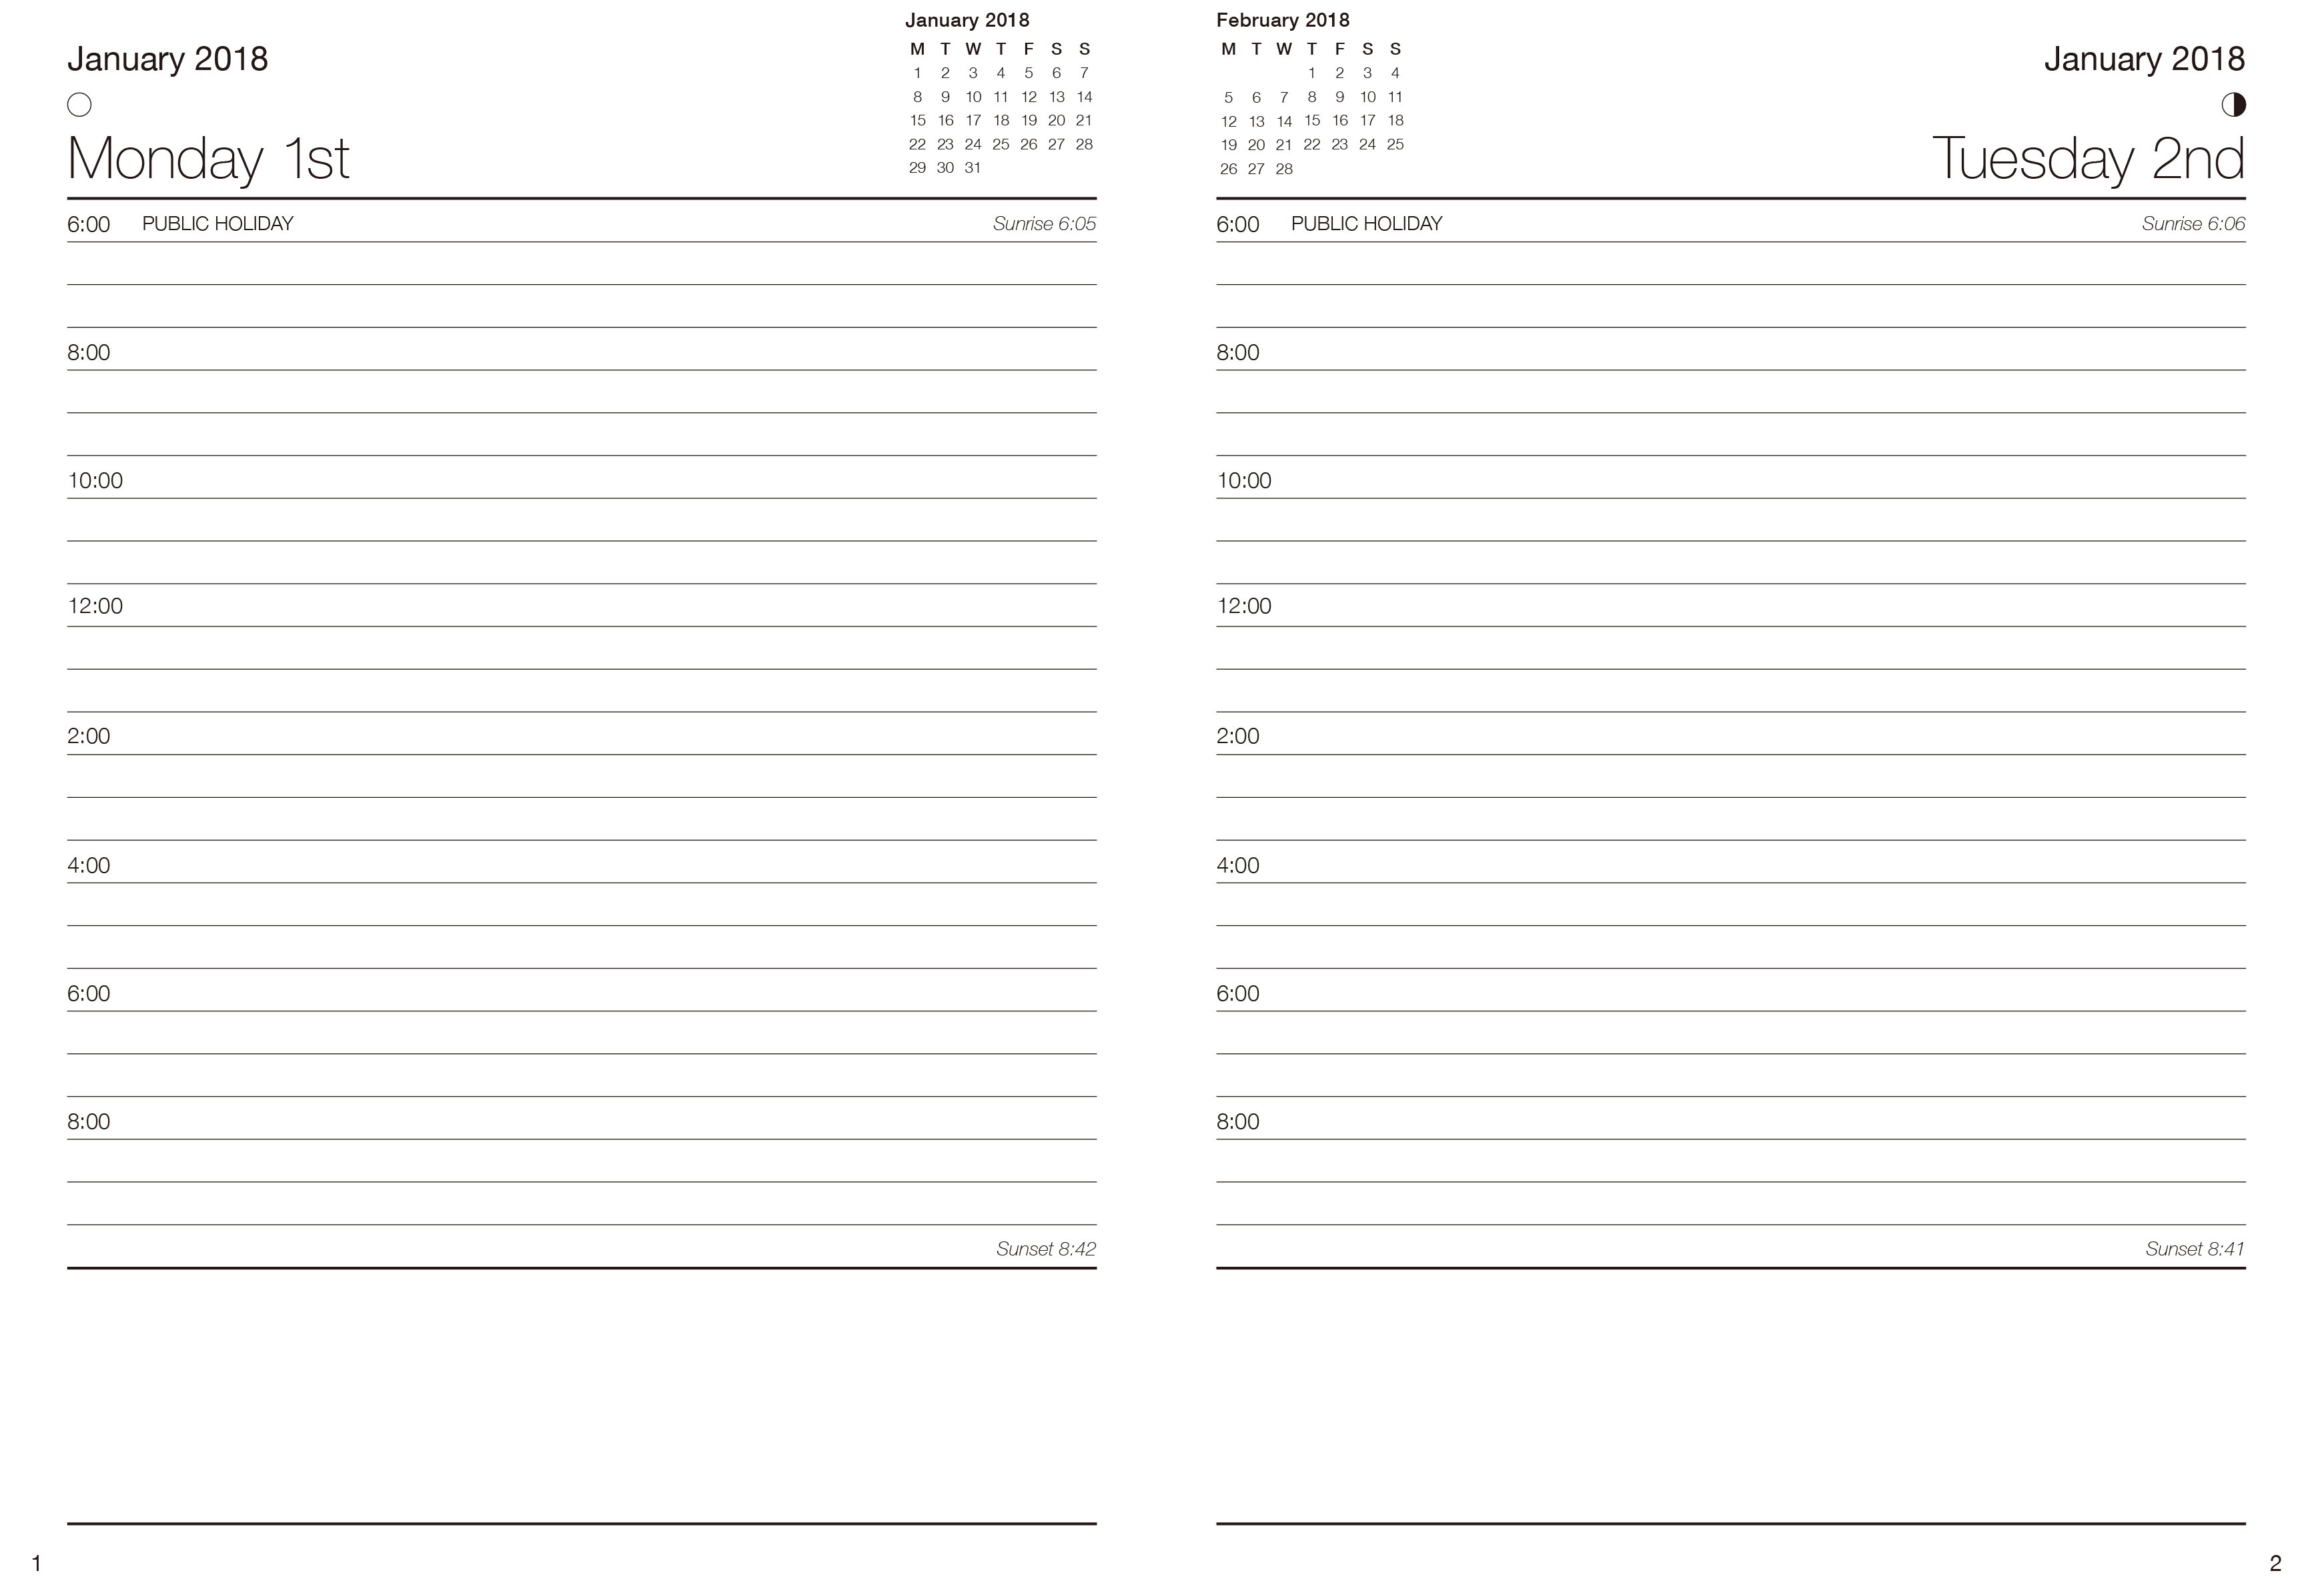 January 2018
Monday 1st
January 2018
M T W T F S S
1 2 3 4 5 6 7
8 9 10 11 12 13 14
15 16 17 18 19 20 21
22 23 24 25 26 27 28
29 30 31
6:00 PUBLIC HOLIDAY Sunrise 6:05
8:00
10:00
12:00
2:00
4:00
6:00
8:00
Sunset 8:42
1
February 2018
M T W T F S S
1 2 3 4
5 6 7 8 9 10 11
12 13 14 15 16 17 18
19 20 21 22 23 24 25
26 27 28
January 2018
Tuesday 2nd
6:00 PUBLIC HOLIDAY Sunrise 6:06
8:00
10:00
12:00
2:00
4:00
6:00
8:00
Sunset 8:41
2